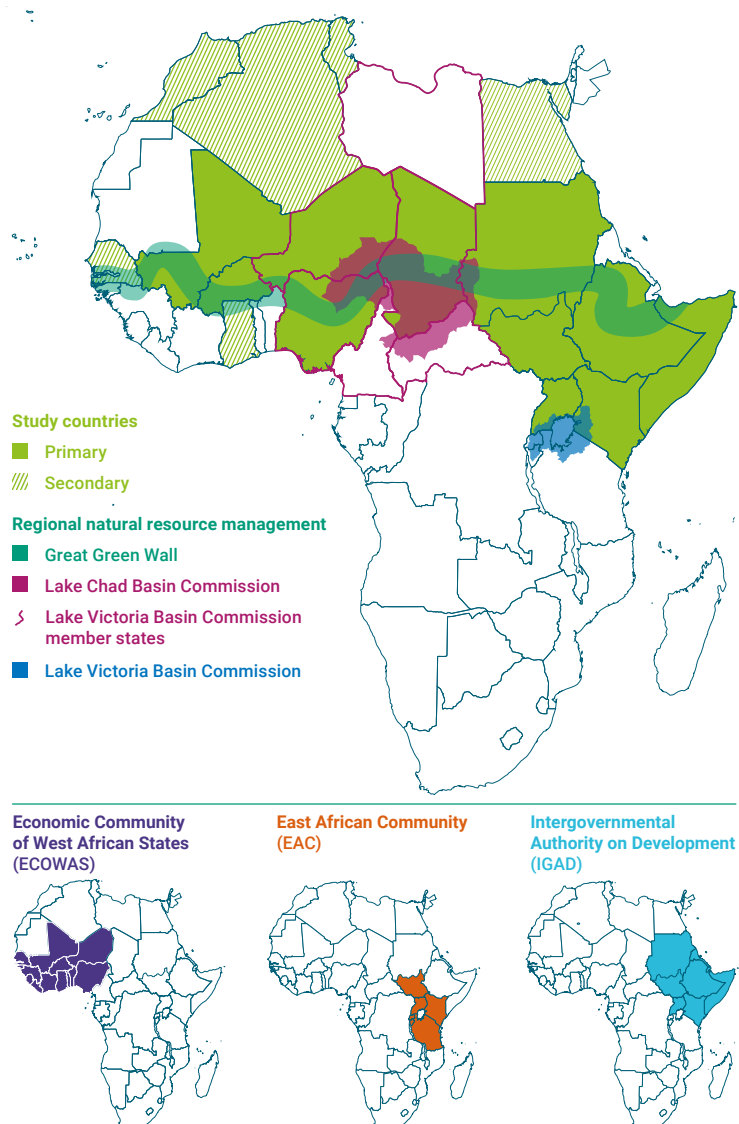 Study countries
Primary
Secondary
Regional natural resource management
Great Green Wall
Lake Chad Basin Commission
Lake Victoria Basin Commission
member states
Lake Victoria Basin Commission
Economic Community
of West African States
(ECOWAS)
East African Community
(EAC)
Intergovernmental
Authority on Development
(IGAD)